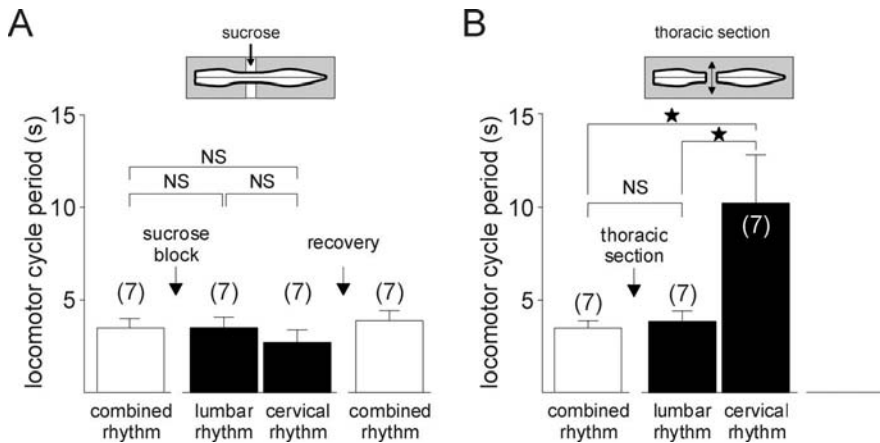 A
sucrose
locomotor cycle period (s)
15
10
5
NS
NS
NS
sucrose
block
recovery
(7)
(7)
(7)
(7)
combined
rhythm
lumbar
rhythm
cervical
rhythm
combined
rhythm
B
thoracic section
locomotor cycle period (s)
15
10
5
★
★
NS
thoracic
section
(7)
(7)
(7)
combined
rhythm
lumbar
rhythm
cervical
rhythm